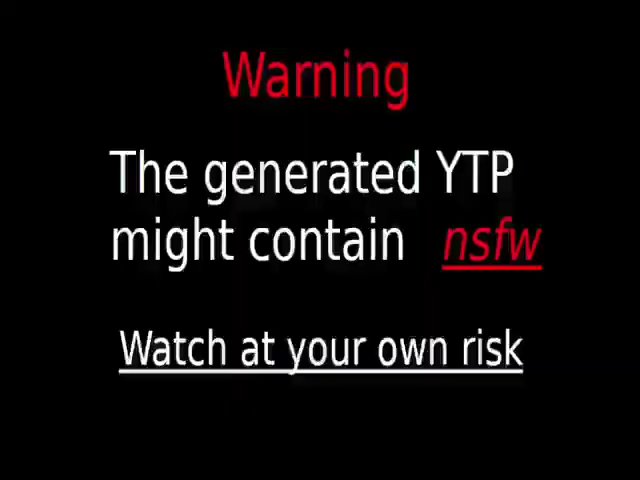 Warning
The generated YTP
might contain nsfw
Watch at your own risk